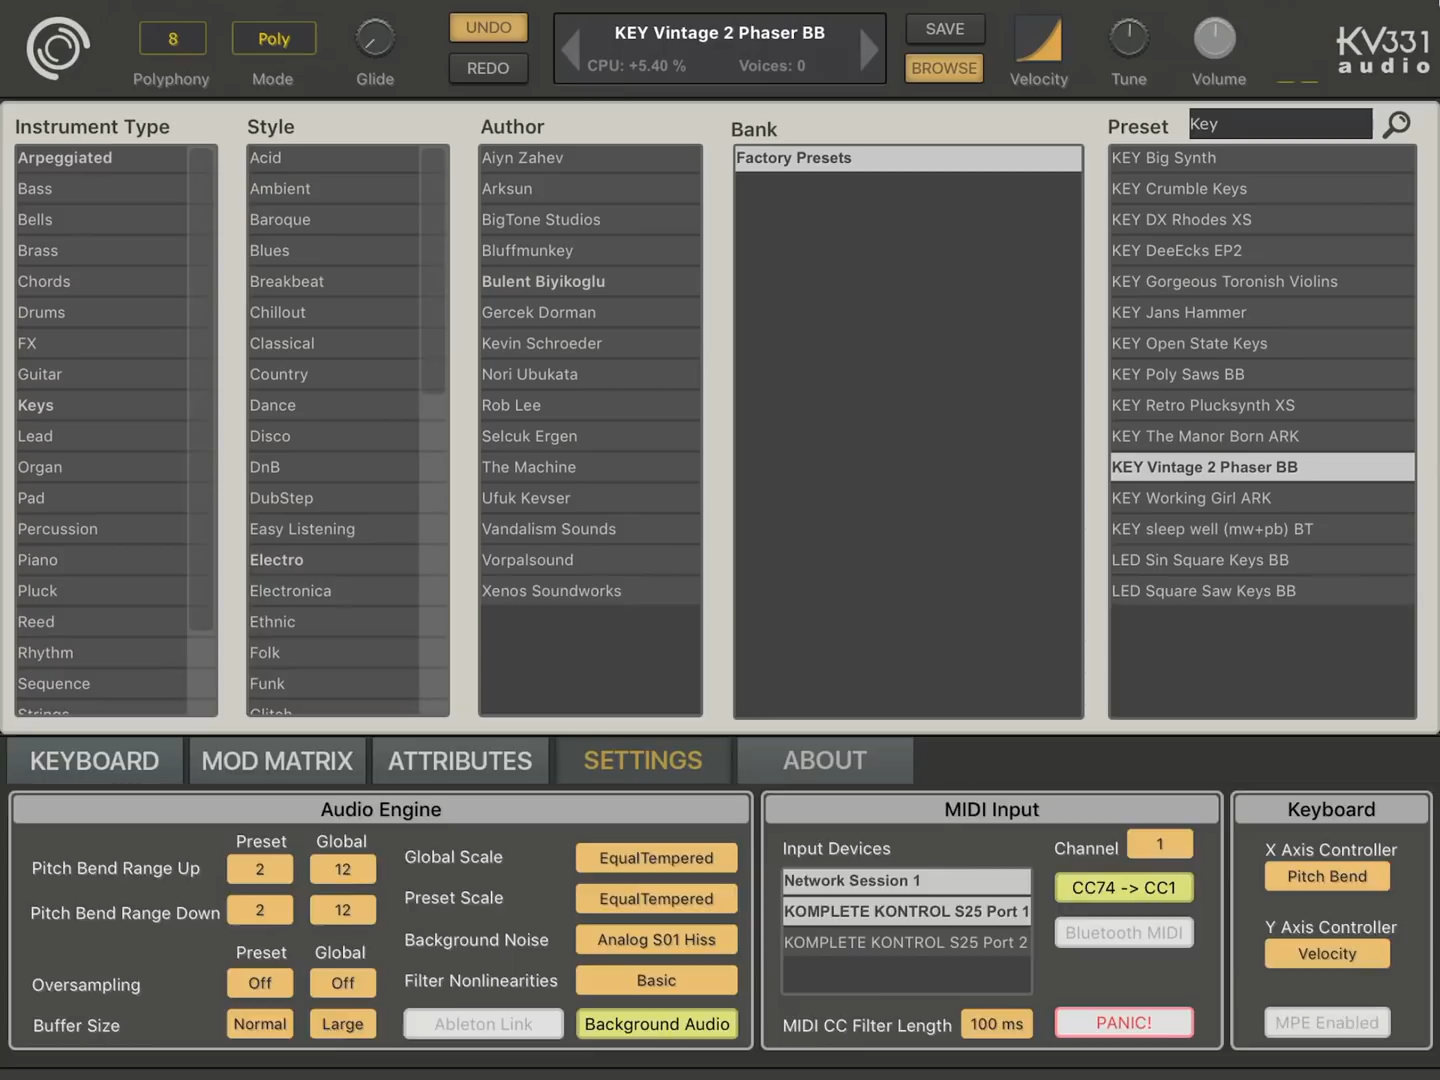 8
Polyphony
Poly
Mode
Glide
UNDO
REDO
KEY Vintage 2 Phaser BB
CPU: +5.40 %
Voices: 0
SAVE
BROWSE
Velocity
Tune
Volume
KV331
audio
Instrument Type
Arpeggiated
Bass
Bells
Brass
Chords
Drums
FX
Guitar
Keys
Lead
Organ
Pad
Percussion
Piano
Pluck
Reed
Rhythm
Sequence
Strings
Style
Acid
Ambient
Baroque
Blues
Breakbeat
Chillout
Classical
Country
Dance
Disco
DnB
DubStep
Easy Listening
Electro
Electronica
Ethnic
Folk
Funk
Glitch
Author
Aiyn Zahev
Arksun
BigTone Studios
Bluffmunkey
Bulent Biyikoglu
Gercek Dorman
Kevin Schroeder
Nori Ubukata
Rob Lee
Selcuk Ergen
The Machine
Ufuk Kevser
Vandalism Sounds
Vorpalsound
Xenos Soundworks
Bank
Factory Presets
Preset
Key
KEY Big Synth
KEY Crumble Keys
KEY DX Rhodes XS
KEY DeeEcks EP2
KEY Gorgeous Toronish Violins
KEY Jans Hammer
KEY Open State Keys
KEY Poly Saws BB
KEY Retro Plucksynth XS
KEY The Manor Born ARK
KEY Vintage 2 Phaser BB
KEY Working Girl ARK
KEY sleep well (mw+pb) BT
LED Sin Square Keys BB
LED Square Saw Keys BB
KEYBOARD
MOD MATRIX
ATTRIBUTES
SETTINGS
ABOUT
Audio Engine
Preset
Global
Pitch Bend Range Up
2
12
Pitch Bend Range Down
2
12
Preset
Global
Oversampling
Off
Off
Buffer Size
Normal
Large
Global Scale
EqualTempered
Preset Scale
EqualTempered
Background Noise
Analog S01 Hiss
Filter Nonlinearities
Basic
Ableton Link
Background Audio
MIDI Input
Input Devices
Network Session 1
KOMPLETE KONTROL S25 Port 1
KOMPLETE KONTROL S25 Port 2
Channel
1
CC74 -> CC1
Bluetooth MIDI
MIDI CC Filter Length
100 ms
PANIC!
Keyboard
X Axis Controller
Pitch Bend
Y Axis Controller
Velocity
MPE Enabled